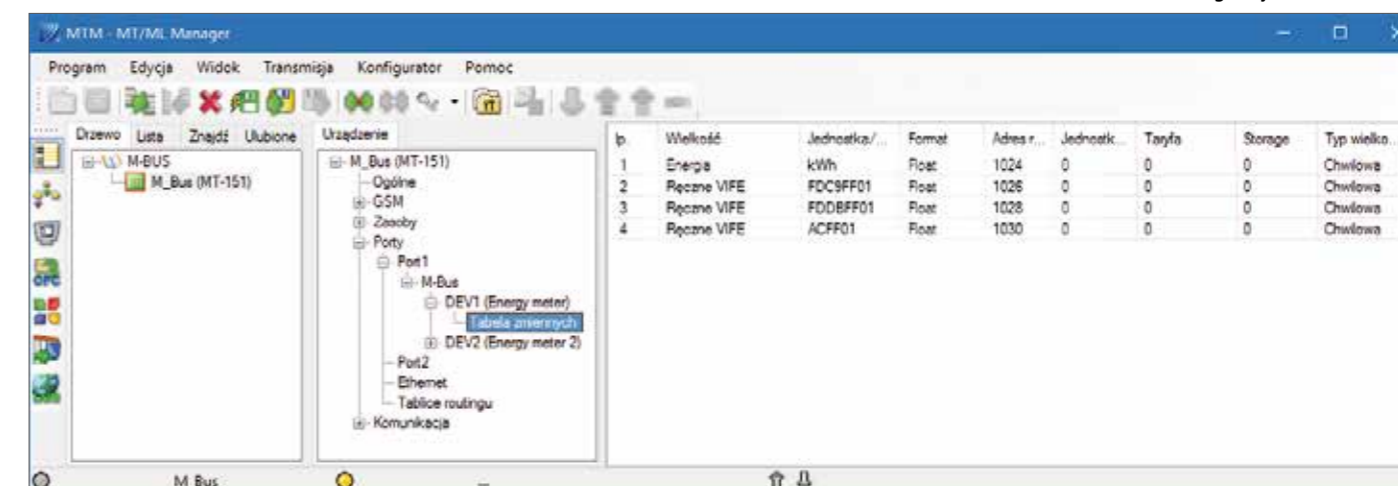 MTM - MT/ML Manager
Program Edycja Widok Transmisja Konfigurator Pomoc
Drzewo Lista Znajdź Ulubione
M-BUS
M_Bus (MT-151)
Urządzenie
M_Bus (MT-151)
Ogólne
GSM
Zasoby
Porty
Port1
M-Bus
DEV1 (Energy meter)
Tabela zmiennych
DEV2 (Energy meter 2)
Port2
Ethernet
Tablice routingu
Komunikacja
lp. Wielkość Jednostka/... Format Adres r... Jednostk... Taryfa Storage Typ wielko...
1 Energia kWh Float 1024 0 0 0 Chwilowa
2 Ręczne VIFE FDC9FF01 Float 1026 0 0 0 Chwilowa
3 Ręczne VIFE FDDBFF01 Float 1028 0 0 0 Chwilowa
4 Ręczne VIFE ACFF01 Float 1030 0 0 0 Chwilowa
M_Bus